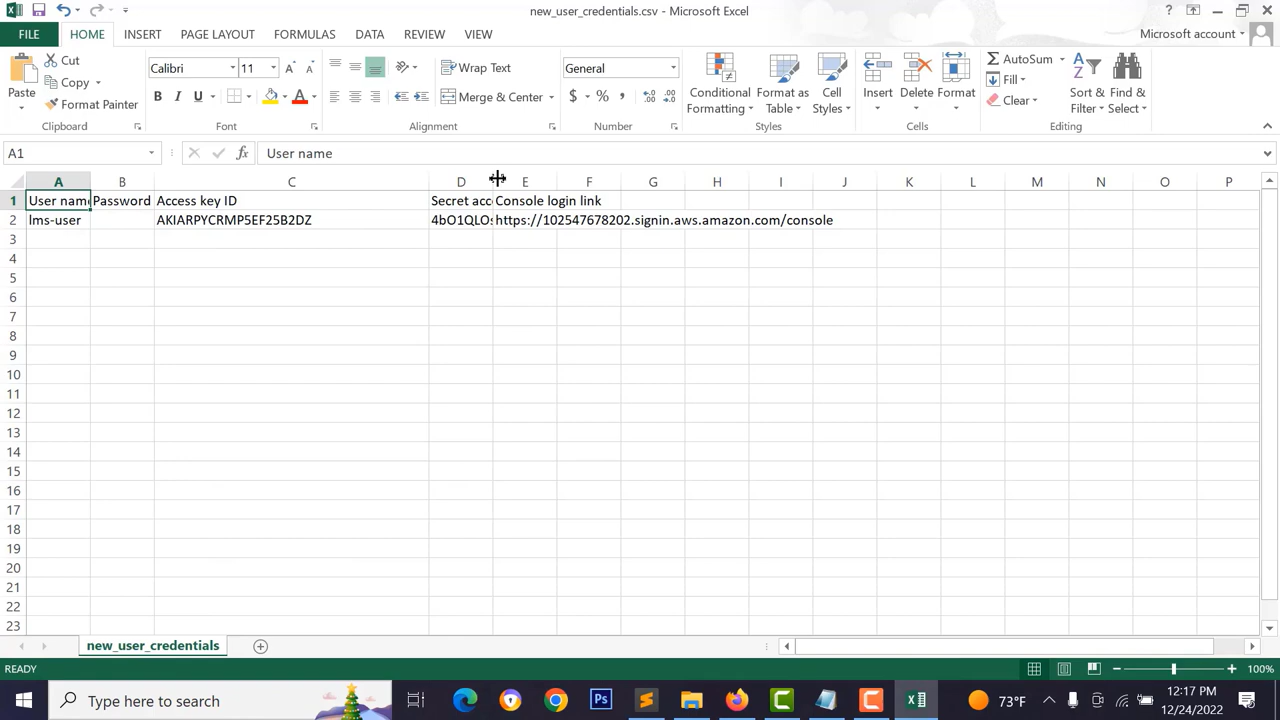 new_user_credentials.csv - Microsoft Excel
FILE HOME INSERT PAGE LAYOUT FORMULAS DATA REVIEW VIEW Microsoft account
Paste Cut Copy Format Painter Clipboard
Calibri 11 B I U A Font
Wrap Text Merge & Center Alignment
General $ % , Number
Conditional Formatting Format as Table Cell Styles Styles
Insert Delete Format Cells
AutoSum Fill Clear Sort & Filter Find & Select Editing
A1 fx User name
A B C D E F G H I J K L M N O P
1 User name Password Access key ID Secret acc Console login link
2 lms-user AKIARPYCRMP5EF25B2DZ 4bO1QLOs https://102547678202.signin.aws.amazon.com/console
3
4
5
6
7
8
9
10
11
12
13
14
15
16
17
18
19
20
21
22
23
new_user_credentials
READY 100%
Type here to search Ps 73°F 12:17 PM
12/24/2022